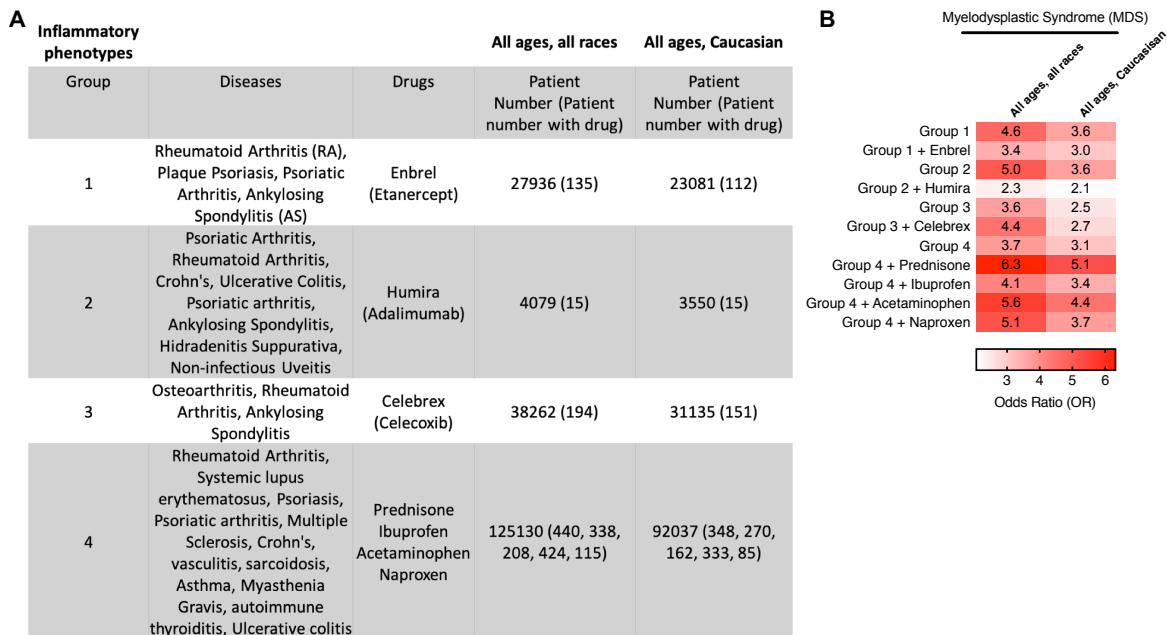 A
Inflammatory
phenotypes
All ages, all races
All ages, Caucasian
Group
Diseases
Drugs
Patient
Number (Patient
number with drug)
Patient
Number (Patient
number with drug)
1
Rheumatoid Arthritis (RA),
Plaque Psoriasis, Psoriatic
Arthritis, Ankylosing
Spondylitis (AS)
Enbrel
(Etanercept)
27936 (135)
23081 (112)
2
Psoriatic Arthritis,
Rheumatoid Arthritis,
Crohn's, Ulcerative Colitis,
Psoriatic arthritis,
Ankylosing Spondylitis,
Hidradenitis Suppurativa,
Non-infectious Uveitis
Humira
(Adalimumab)
4079 (15)
3550 (15)
3
Osteoarthritis, Rheumatoid
Arthritis, Ankylosing
Spondylitis
Celebrex
(Celecoxib)
38262 (194)
31135 (151)
4
Rheumatoid Arthritis,
Systemic lupus
erythematosus, Psoriasis,
Psoriatic arthritis, Multiple
Sclerosis, Crohn's,
vasculitis, sarcoidosis,
Asthma, Myasthenia
Gravis, autoimmune
thyroiditis, Ulcerative colitis
Prednisone
Ibuprofen
Acetaminophen
Naproxen
125130 (440, 338,
208, 424, 115)
92037 (348, 270,
162, 333, 85)
B
Myelodysplastic Syndrome (MDS)
All ages, all races
All ages, Caucasisan
Group 1 4.6 3.6
Group 1 + Enbrel 3.4 3.0
Group 2 5.0 3.6
Group 2 + Humira 2.3 2.1
Group 3 3.6 2.5
Group 3 + Celebrex 4.4 2.7
Group 4 3.7 3.1
Group 4 + Prednisone 6.3 5.1
Group 4 + Ibuprofen 4.1 3.4
Group 4 + Acetaminophen 5.6 4.4
Group 4 + Naproxen 5.1 3.7
3 4 5 6
Odds Ratio (OR)